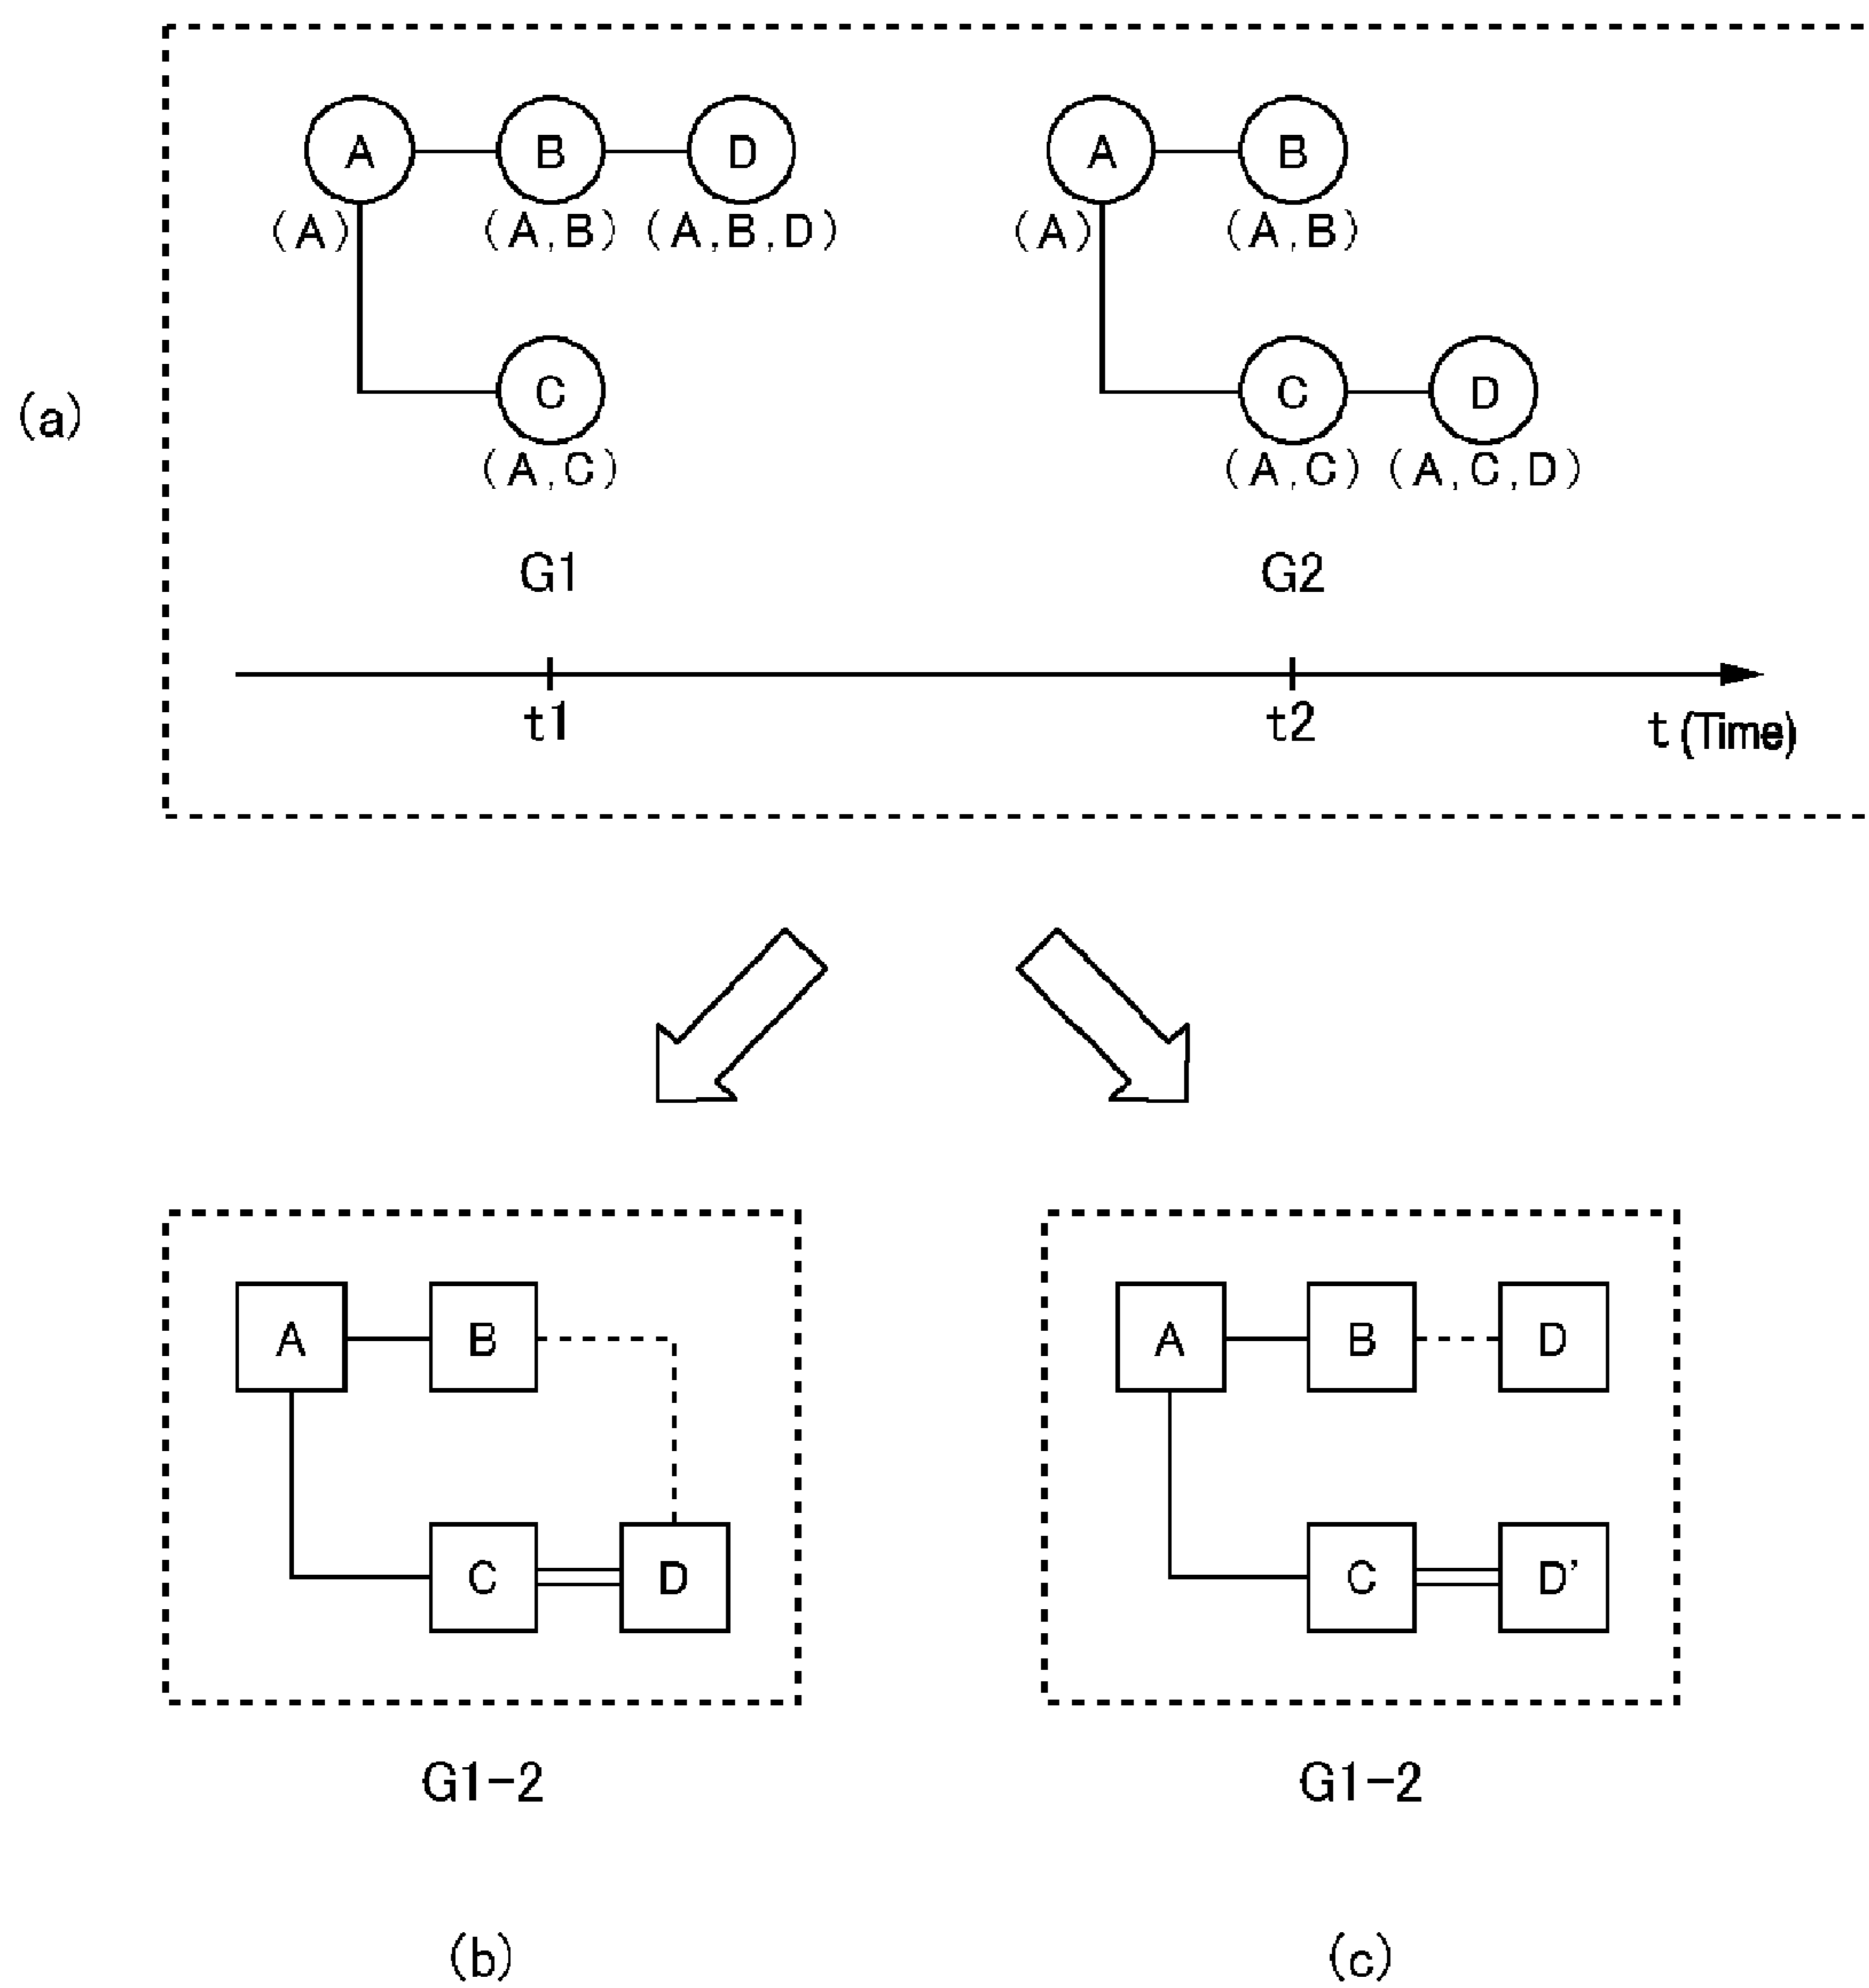 A B D A B
(A) (A,B) (A,B,D) (A) (A,B)
(a)
C C D
(A,C) (A,C) (A,C,D)
G1 G2
t1 t2 t(Time)
A B A B D
C D C D'
G1-2 G1-2
(b) (c)